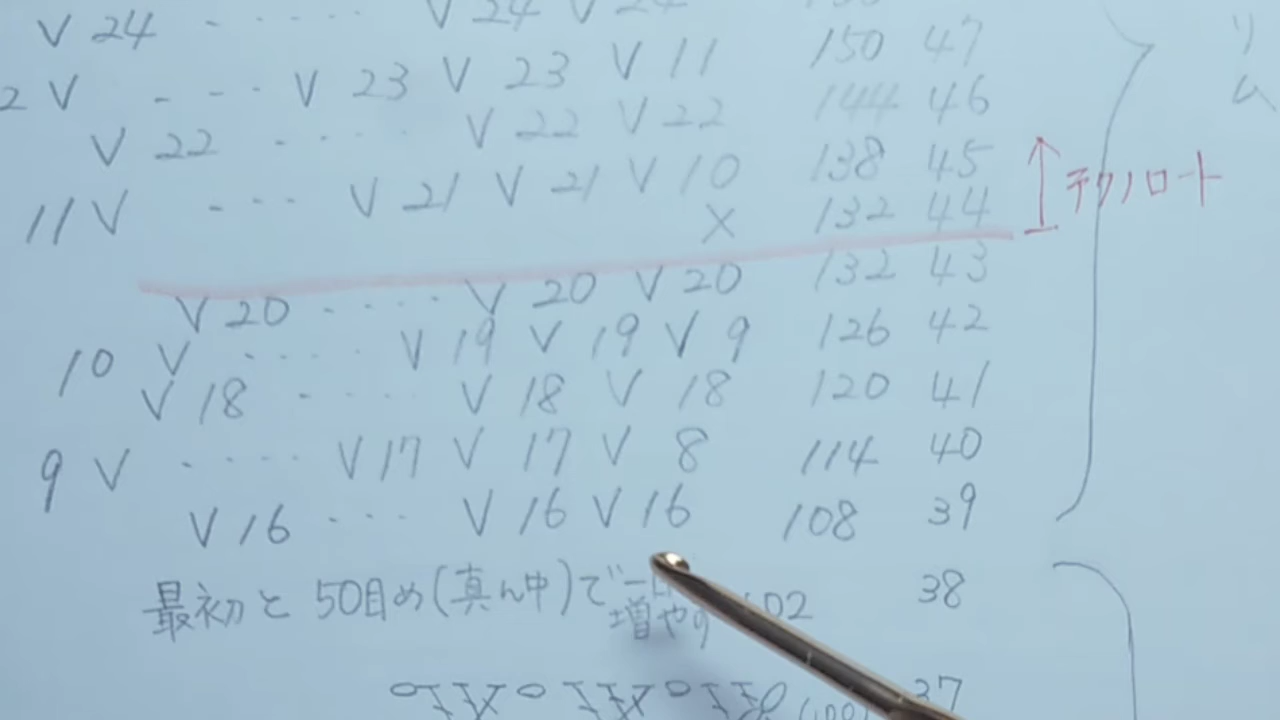 V 24 ····· V 24 V 24
2 V - - - · V 23 V 23 V 11 150 47
V 22 - · · · · V 22 V 22 144 46
11 V - - - · V 21 V 21 V 10 138 45
テクノロート
X 132 44
V 20 - · · · · V 20 V 20 132 43
10 V · · · · · V 19 V 19 V 9 126 42
V 18 - · · · · V 18 V 18 120 41
9 V - · · · · V 17 V 17 V 8 114 40
V 16 - · · · V 16 V 16 108 39
最初と 50目め(真ん中)で 増や 102 38
37